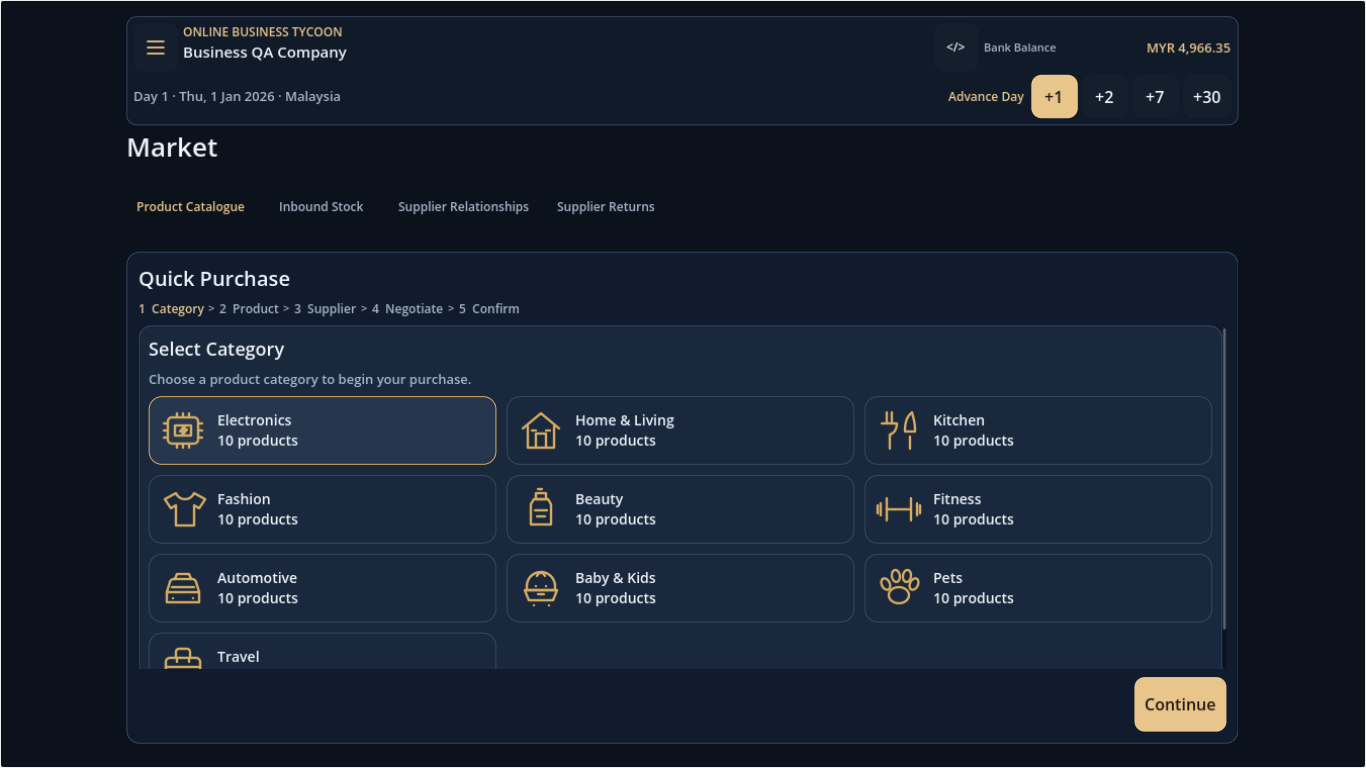 ONLINE BUSINESS TYCOON
Business QA Company
</> Bank Balance MYR 4,966.35
Day 1 · Thu, 1 Jan 2026 · Malaysia
Advance Day +1 +2 +7 +30
Market
Product Catalogue Inbound Stock Supplier Relationships Supplier Returns
Quick Purchase
1 Category > 2 Product > 3 Supplier > 4 Negotiate > 5 Confirm
Select Category
Choose a product category to begin your purchase.
Electronics
10 products
Home & Living
10 products
Kitchen
10 products
Fashion
10 products
Beauty
10 products
Fitness
10 products
Automotive
10 products
Baby & Kids
10 products
Pets
10 products
Travel
Continue